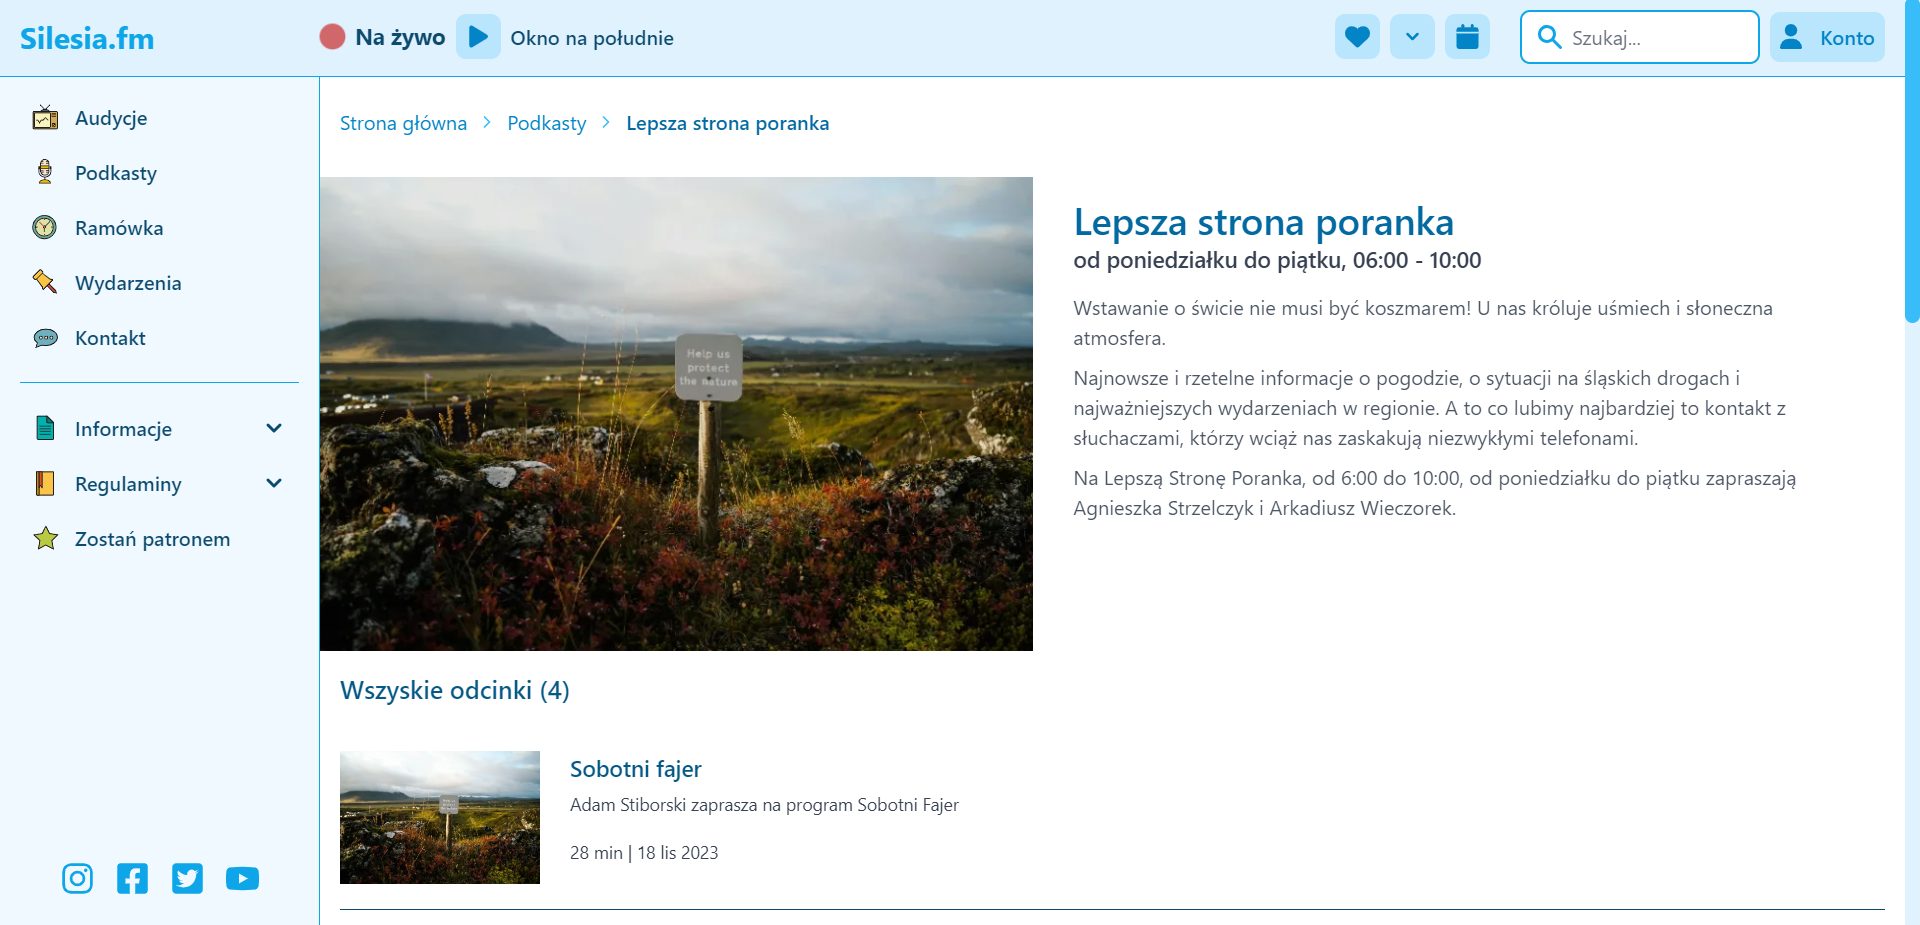 Silesia.fm
Na żywo
Okno na południe
Szukaj...
Konto
Audycje
Podkasty
Ramówka
Wydarzenia
Kontakt
Informacje
Regulaminy
Zostań patronem
Strona główna
Podkasty
Lepsza strona poranka
Help us
protect
the nature
Lepsza strona poranka
od poniedziałku do piątku, 06:00 - 10:00
Wstawanie o świcie nie musi być koszmarem! U nas króluje uśmiech i słoneczna
atmosfera.
Najnowsze i rzetelne informacje o pogodzie, o sytuacji na śląskich drogach i
najważniejszych wydarzeniach w regionie. A to co lubimy najbardziej to kontakt z
słuchaczami, którzy wciąż nas zaskakują niezwykłymi telefonami.
Na Lepszą Stronę Poranka, od 6:00 do 10:00, od poniedziałku do piątku zapraszają
Agnieszka Strzelczyk i Arkadiusz Wieczorek.
Wszyskie odcinki (4)
Sobotni fajer
Adam Stiborski zaprasza na program Sobotni Fajer
28 min | 18 lis 2023